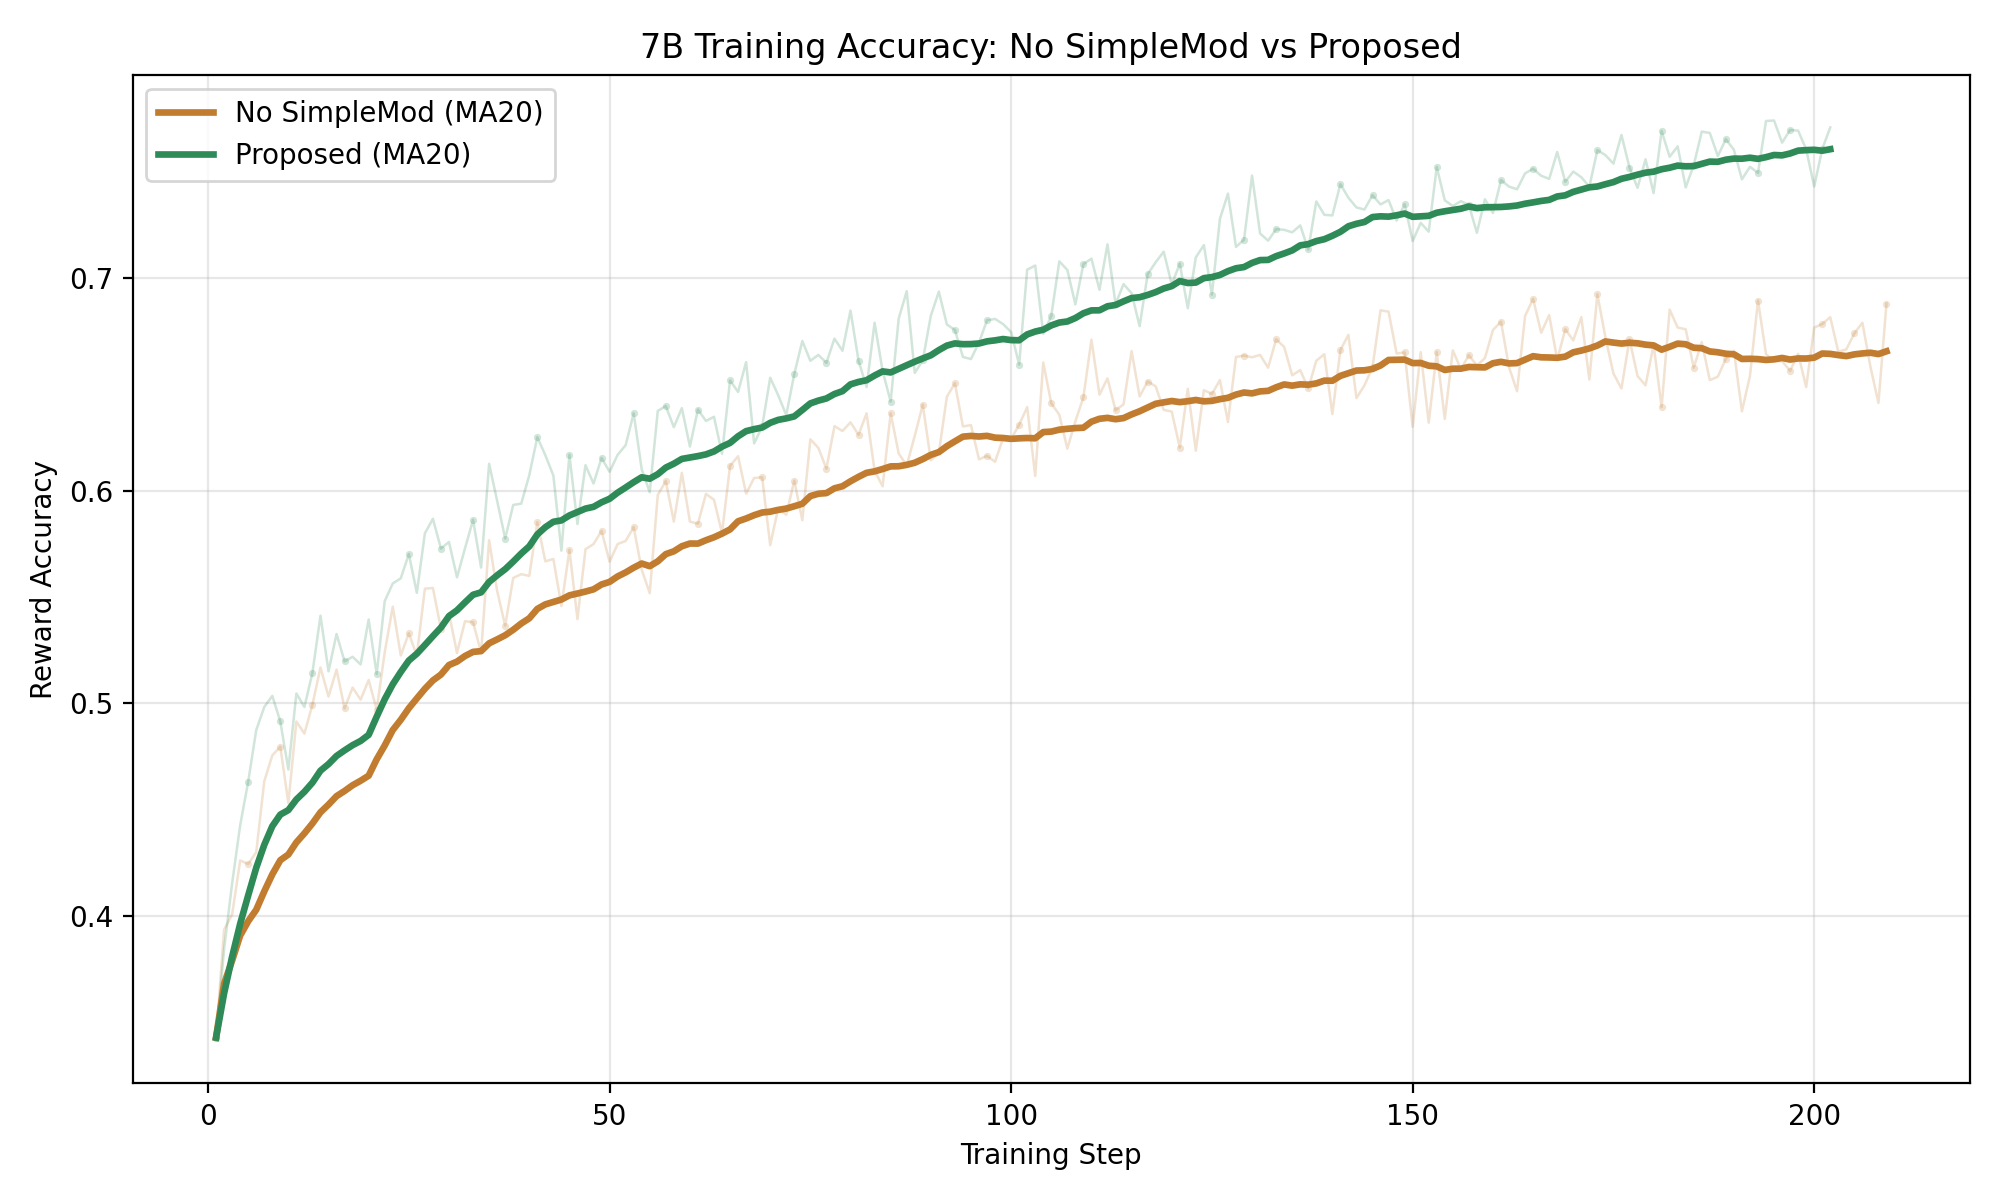 7B Training Accuracy: No SimpleMod vs Proposed
No SimpleMod (MA20)
Proposed (MA20)
Reward Accuracy
0.7
0.6
0.5
0.4
0
50
100
150
200
Training Step